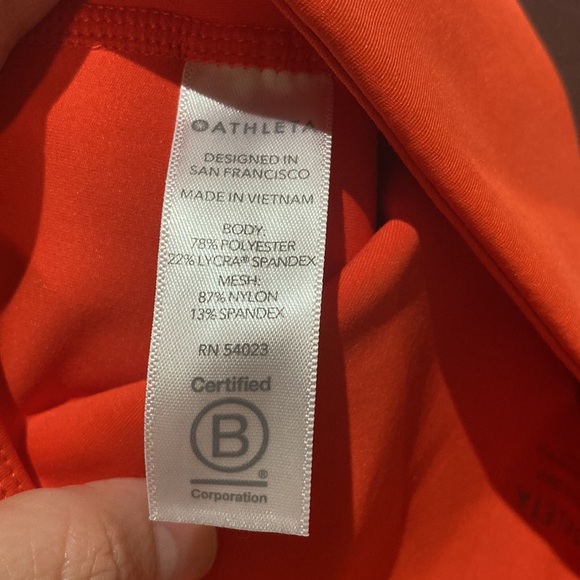 ATHLETA
DESIGNED IN
SAN FRANCISCO
MADE IN VIETNAM
BODY:
78% POLYESTER
22% LYCRA® SPANDEX
MESH:
87% NYLON
13% SPANDEX
RN 54023
Certified
B
®
Corporation